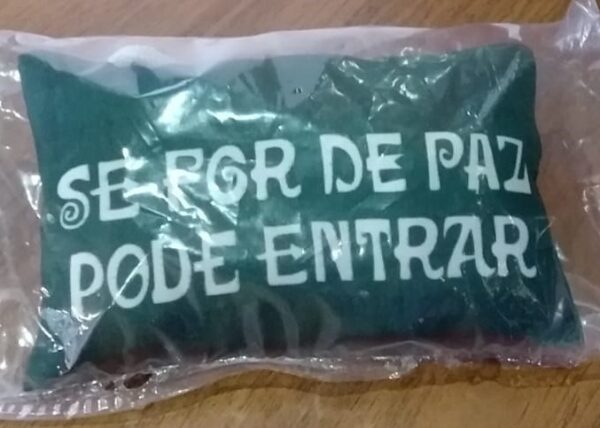 SE FOR DE PAZ
PODE ENTRAR